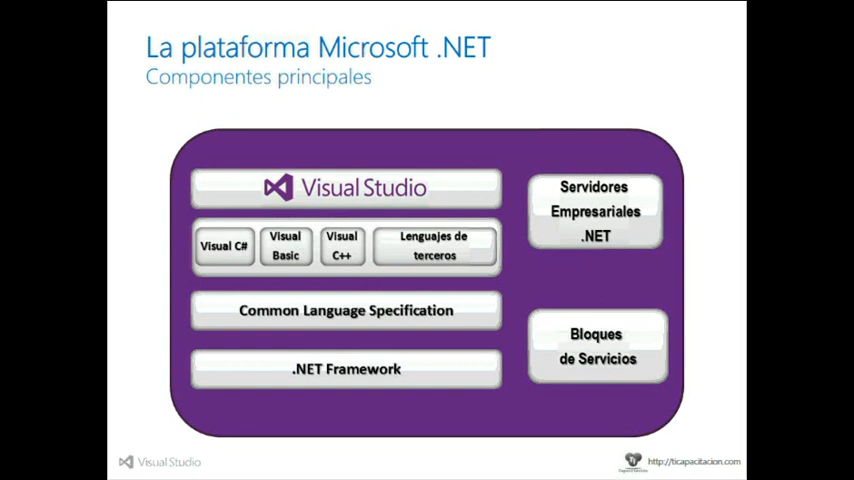 La plataforma Microsoft .NET
Componentes principales
Visual Studio
Visual C#
Visual
Basic
Visual
C++
Lenguajes de
terceros
Common Language Specification
.NET Framework
Servidores
Empresariales
.NET
Bloques
de Servicios
Visual Studio
http://ticapacitacion.com